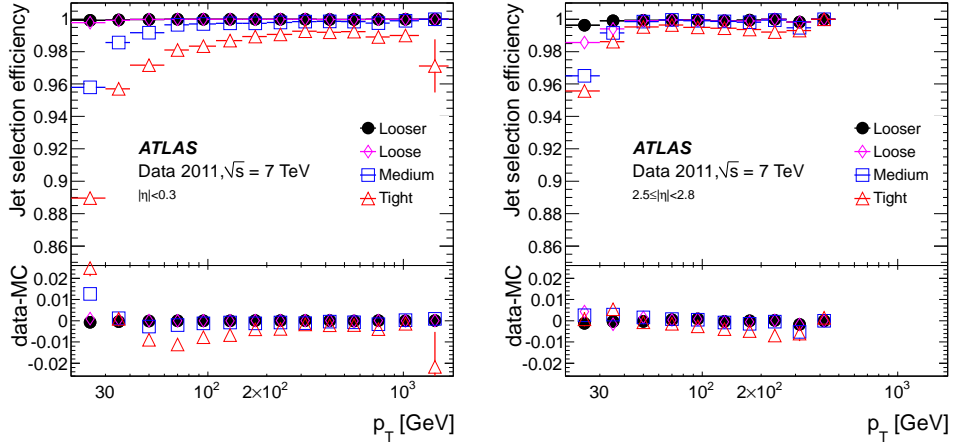 Jet selection efficiency
1
0.98
0.96
0.94
0.92
0.9
0.88
0.86
ATLAS
Data 2011,√s = 7 TeV
|η|<0.3
Looser
Loose
Medium
Tight
data-MC
0.02
0.01
0
-0.01
-0.02
30
10²
2×10²
10³
p_T [GeV]
Jet selection efficiency
1
0.98
0.96
0.94
0.92
0.9
0.88
0.86
ATLAS
Data 2011,√s = 7 TeV
2.5≤|η|<2.8
Looser
Loose
Medium
Tight
data-MC
0.02
0.01
0
-0.01
-0.02
30
10²
2×10²
10³
p_T [GeV]